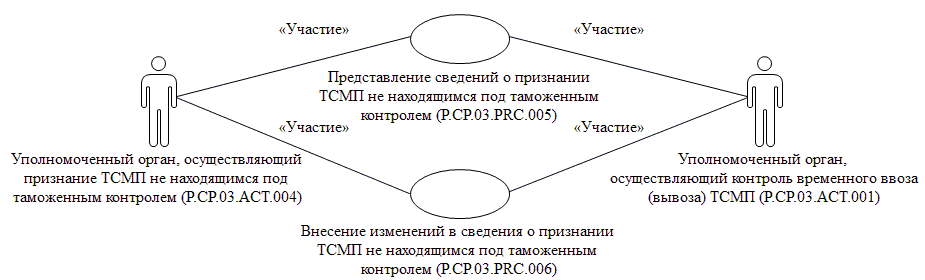 «Участие»
«Участие»
Представление сведений о признании
ТСМП не находящимся под таможенным
контролем (P.CP.03.PRC.005)
«Участие»
«Участие»
Уполномоченный орган, осуществляющий
признание ТСМП не находящимся под
таможенным контролем (P.CP.03.ACT.004)
Уполномоченный орган,
осуществляющий контроль временного ввоза
(вывоза) ТСМП (P.CP.03.ACT.001)
Внесение изменений в сведения о признании
ТСМП не находящимся под таможенным
контролем (P.CP.03.PRC.006)